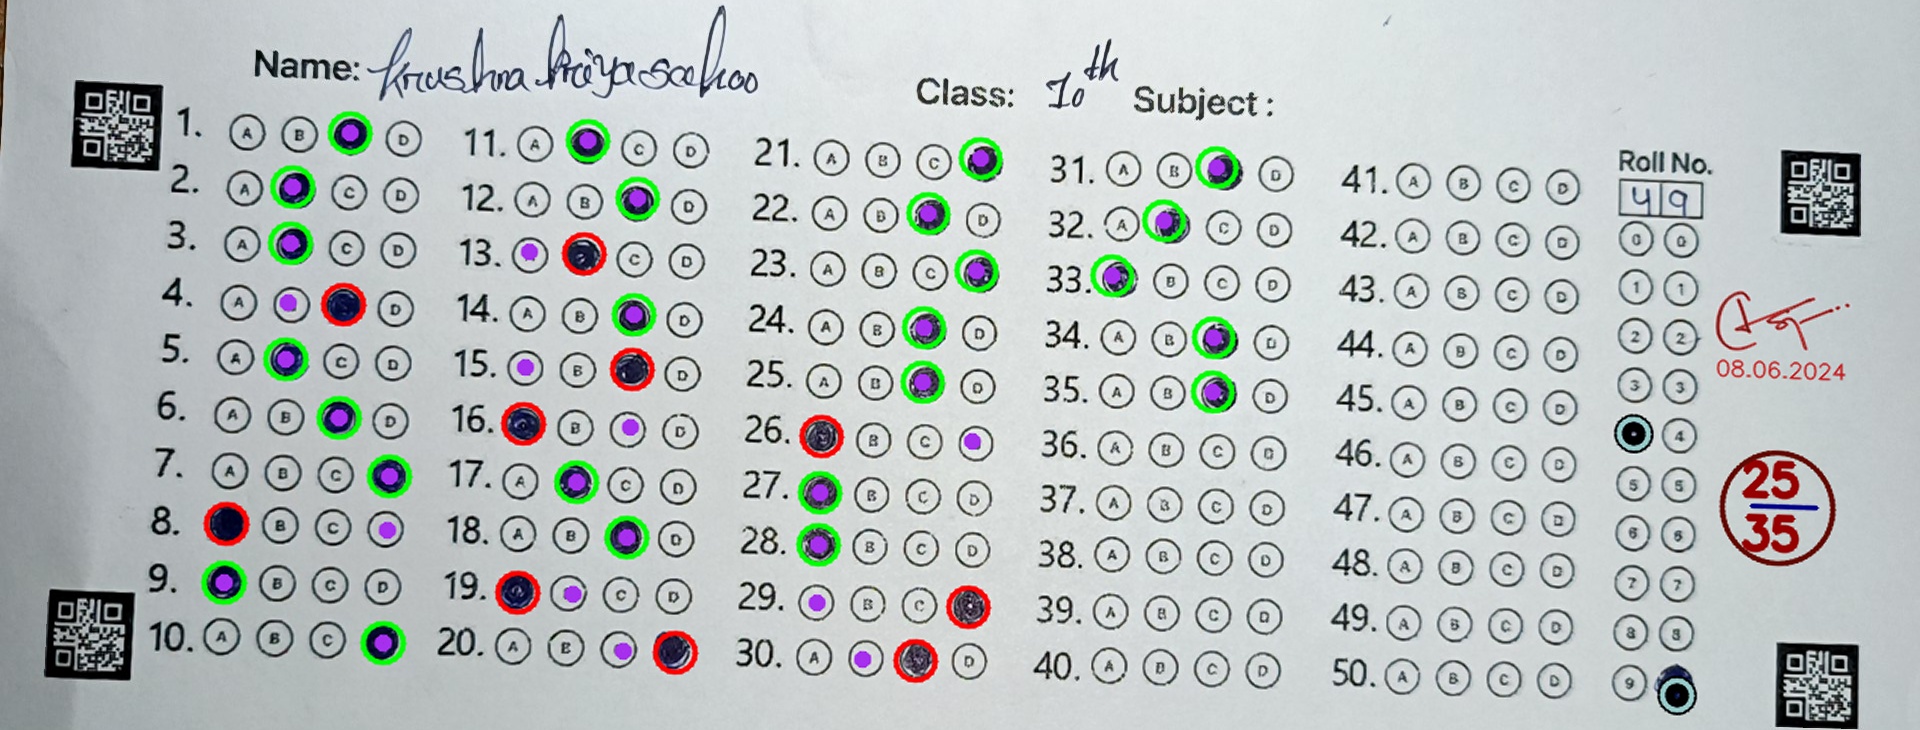 Name: Krushna Priya sahoo
Class: 10th Subject :
1. A B D
2. A C D
3. A C D
4. A D
5. A C D
6. A B D
7. A B C
8. B C
9. B C D
10. A B C
11. A C D
12. A B D
13. C D
14. A B D
15. B D
16. B D
17. A C D
18. A B D
19. C D
20. A B
21. A B C
22. A B D
23. A B C
24. A B D
25. A B D
26. B C
27. B C D
28. B C D
29. B C
30. A D
31. A B D
32. A C D
33. B C D
34. A B D
35. A B D
36. A B C D
37. A B C D
38. A B C D
39. A B C D
40. A B C D
41. A B C D
42. A B C D
43. A B C D
44. A B C D
45. A B C D
46. A B C D
47. A B C D
48. A B C D
49. A B C D
50. A B C D
Roll No.
49
0 0
1 1
2 2
3 3
4
5 5
6 6
7 7
8 8
9
08.06.2024
25
35